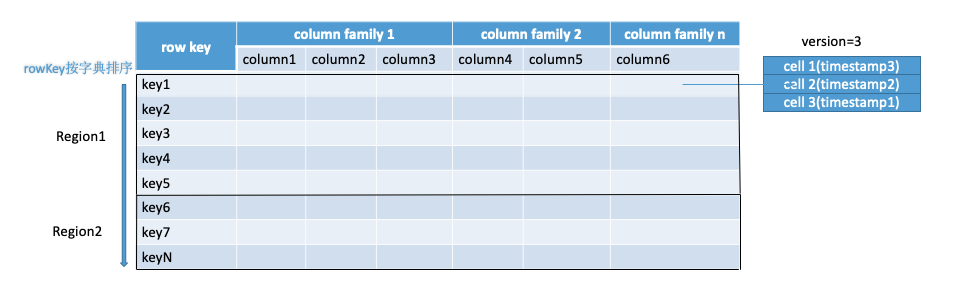 row key column family 1 column family 2 column family n
column1 column2 column3 column4 column5 column6
version=3
cell 1(timestamp3)
cell 2(timestamp2)
cell 3(timestamp1)
rowKey按字典排序
Region1
Region2
key1
key2
key3
key4
key5
key6
key7
keyN